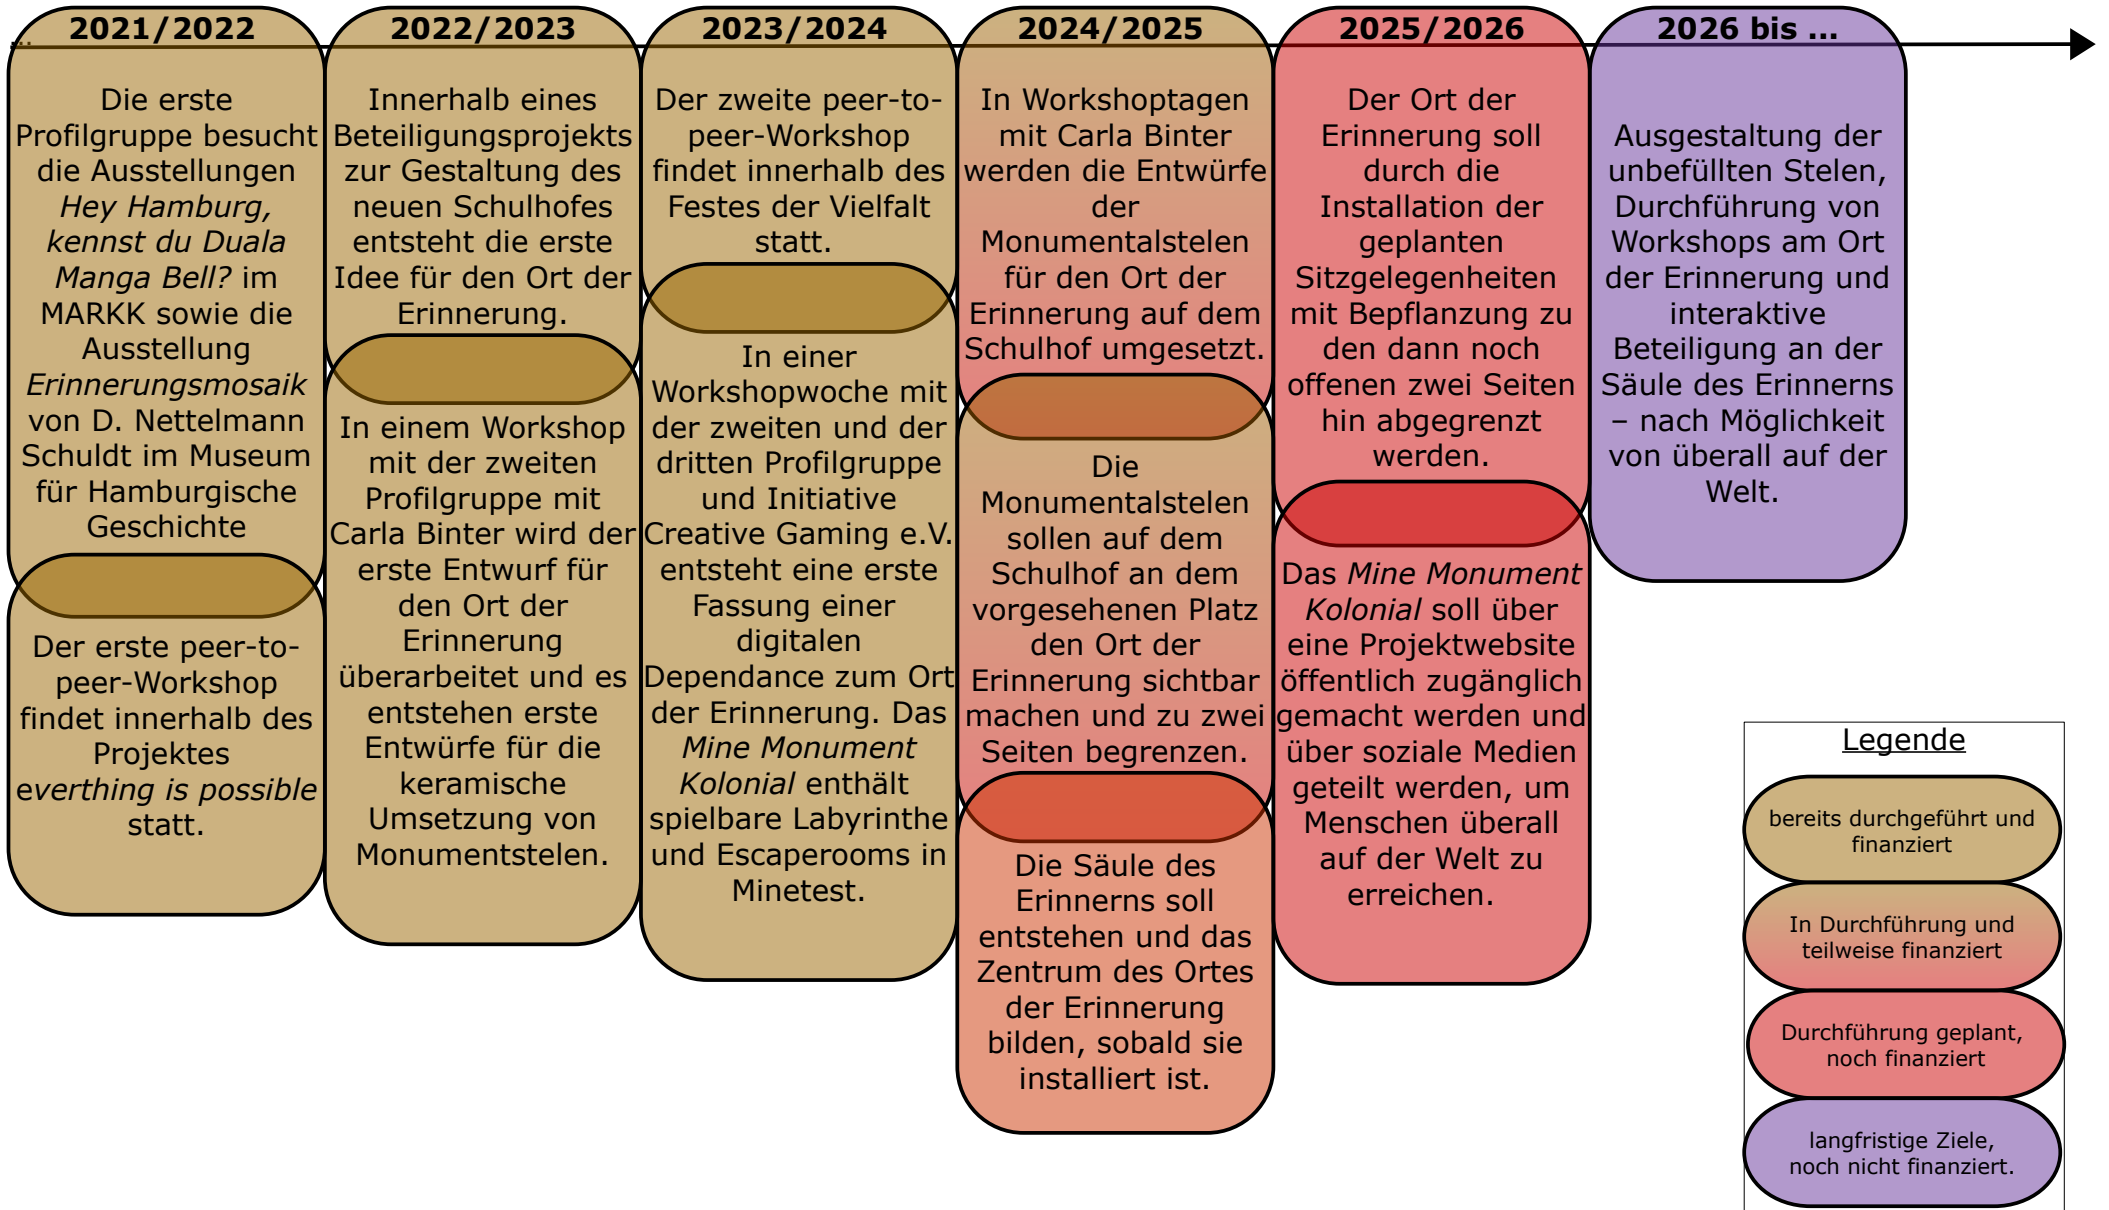 2021/2022
...
Die erste
Profilgruppe besucht
die Ausstellungen
Hey Hamburg,
kennst du Duala
Manga Bell? im
MARKK sowie die
Ausstellung
Erinnerungsmosaik
von D. Nettelmann
Schuldt im Museum
für Hamburgische
Geschichte
Der erste peer-to-
peer-Workshop
findet innerhalb des
Projektes
everthing is possible
statt.
2022/2023
Innerhalb eines
Beteiligungsprojekts
zur Gestaltung des
neuen Schulhofes
entsteht die erste
Idee für den Ort der
Erinnerung.
In einem Workshop
mit der zweiten
Profilgruppe mit
Carla Binter wird der
erste Entwurf für
den Ort der
Erinnerung
überarbeitet und es
entstehen erste
Entwürfe für die
keramische
Umsetzung von
Monumentstelen.
2023/2024
Der zweite peer-to-
peer-Workshop
findet innerhalb des
Festes der Vielfalt
statt.
In einer
Workshopwoche mit
der zweiten und der
dritten Profilgruppe
und Initiative
Creative Gaming e.V.
entsteht eine erste
Fassung einer
digitalen
Dependance zum Ort
der Erinnerung. Das
Mine Monument
Kolonial enthält
spielbare Labyrinthe
und Escaperooms in
Minetest.
2024/2025
In Workshoptagen
mit Carla Binter
werden die Entwürfe
der
Monumentalstelen
für den Ort der
Erinnerung auf dem
Schulhof umgesetzt.
Die
Monumentalstelen
sollen auf dem
Schulhof an dem
vorgesehenen Platz
den Ort der
Erinnerung sichtbar
machen und zu zwei
Seiten begrenzen.
Die Säule des
Erinnerns soll
entstehen und das
Zentrum des Ortes
der Erinnerung
bilden, sobald sie
installiert ist.
2025/2026
Der Ort der
Erinnerung soll
durch die
Installation der
geplanten
Sitzgelegenheiten
mit Bepflanzung zu
den dann noch
offenen zwei Seiten
hin abgegrenzt
werden.
Das Mine Monument
Kolonial soll über
eine Projektwebsite
öffentlich zugänglich
gemacht werden und
über soziale Medien
geteilt werden, um
Menschen überall
auf der Welt zu
erreichen.
2026 bis ...
Ausgestaltung der
unbefüllten Stelen,
Durchführung von
Workshops am Ort
der Erinnerung und
interaktive
Beteiligung an der
Säule des Erinnerns
– nach Möglichkeit
von überall auf der
Welt.
Legende
bereits durchgeführt und
finanziert
In Durchführung und
teilweise finanziert
Durchführung geplant,
noch finanziert
langfristige Ziele,
noch nicht finanziert.